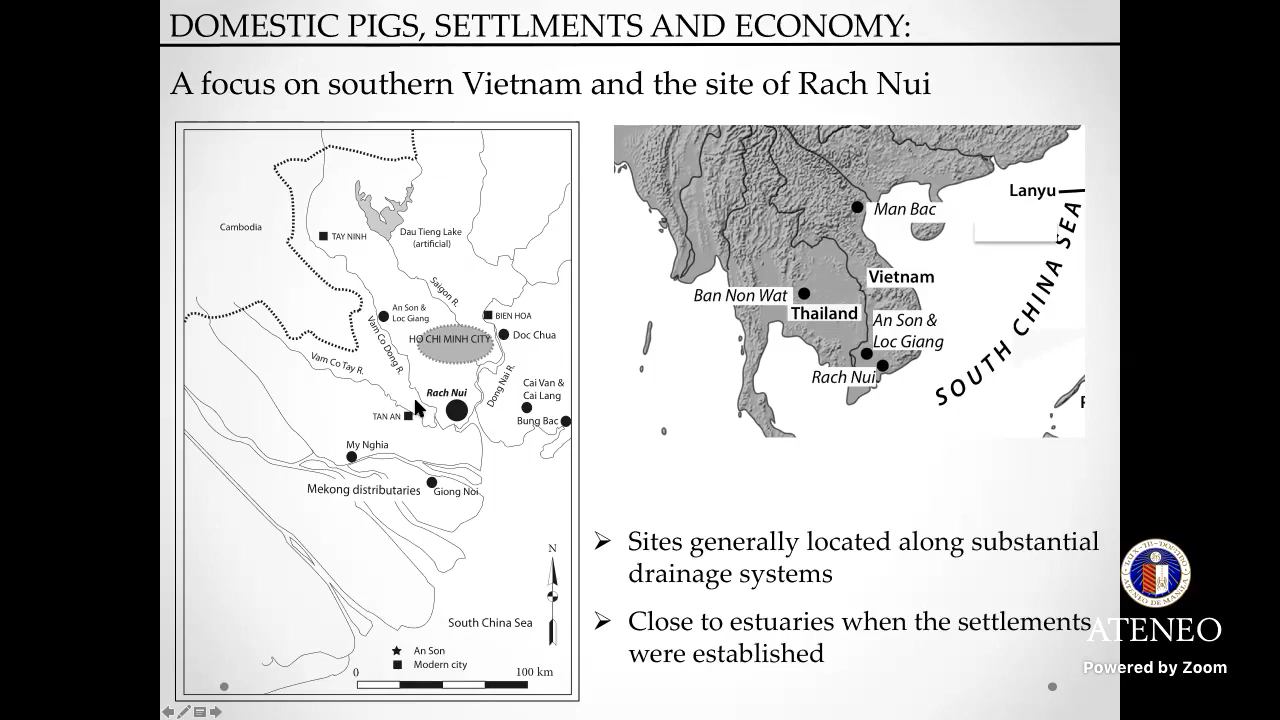 DOMESTIC PIGS, SETTLMENTS AND ECONOMY:
A focus on southern Vietnam and the site of Rach Nui
Cambodia
TAY NINH
Dau Tieng Lake
(artificial)
Saigon R.
An Son &
Loc Giang
BIEN HOA
Doc Chua
HO CHI MINH CITY
Vam Co Dong R.
Vam Co Tay R.
Dong Nai R.
Rach Nui
Cai Van &
Cai Lang
TAN AN
Bung Bac
My Nghia
Mekong distributaries
Giong Noi
N
South China Sea
An Son
Modern city
0
100 km
Lanyu
Man Bac
SOUTH CHINA SEA
Vietnam
Ban Non Wat
Thailand
An Son &
Loc Giang
Rach Nui
Sites generally located along substantial
drainage systems
Close to estuaries when the settlements
were established
ATENEO
Powered by Zoom